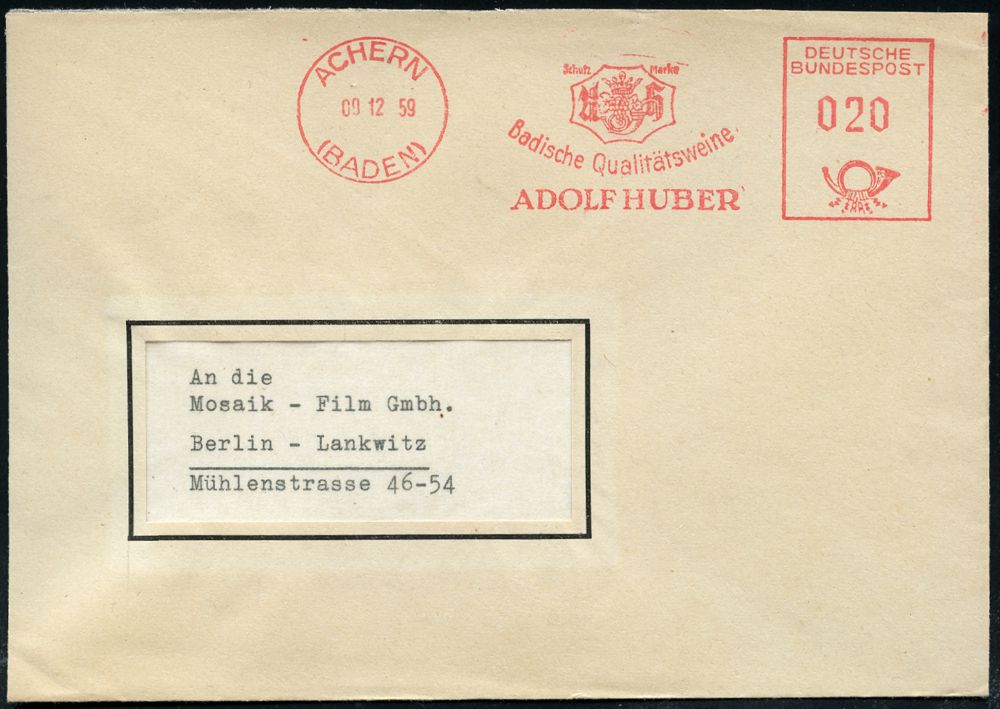 ACHERN
09 12 59
(BADEN)
Schutz Marke
A H
Badische Qualitätsweine
ADOLF HUBER
DEUTSCHE
BUNDESPOST
020
An die
Mosaik - Film Gmbh.
Berlin - Lankwitz
Mühlenstrasse 46-54